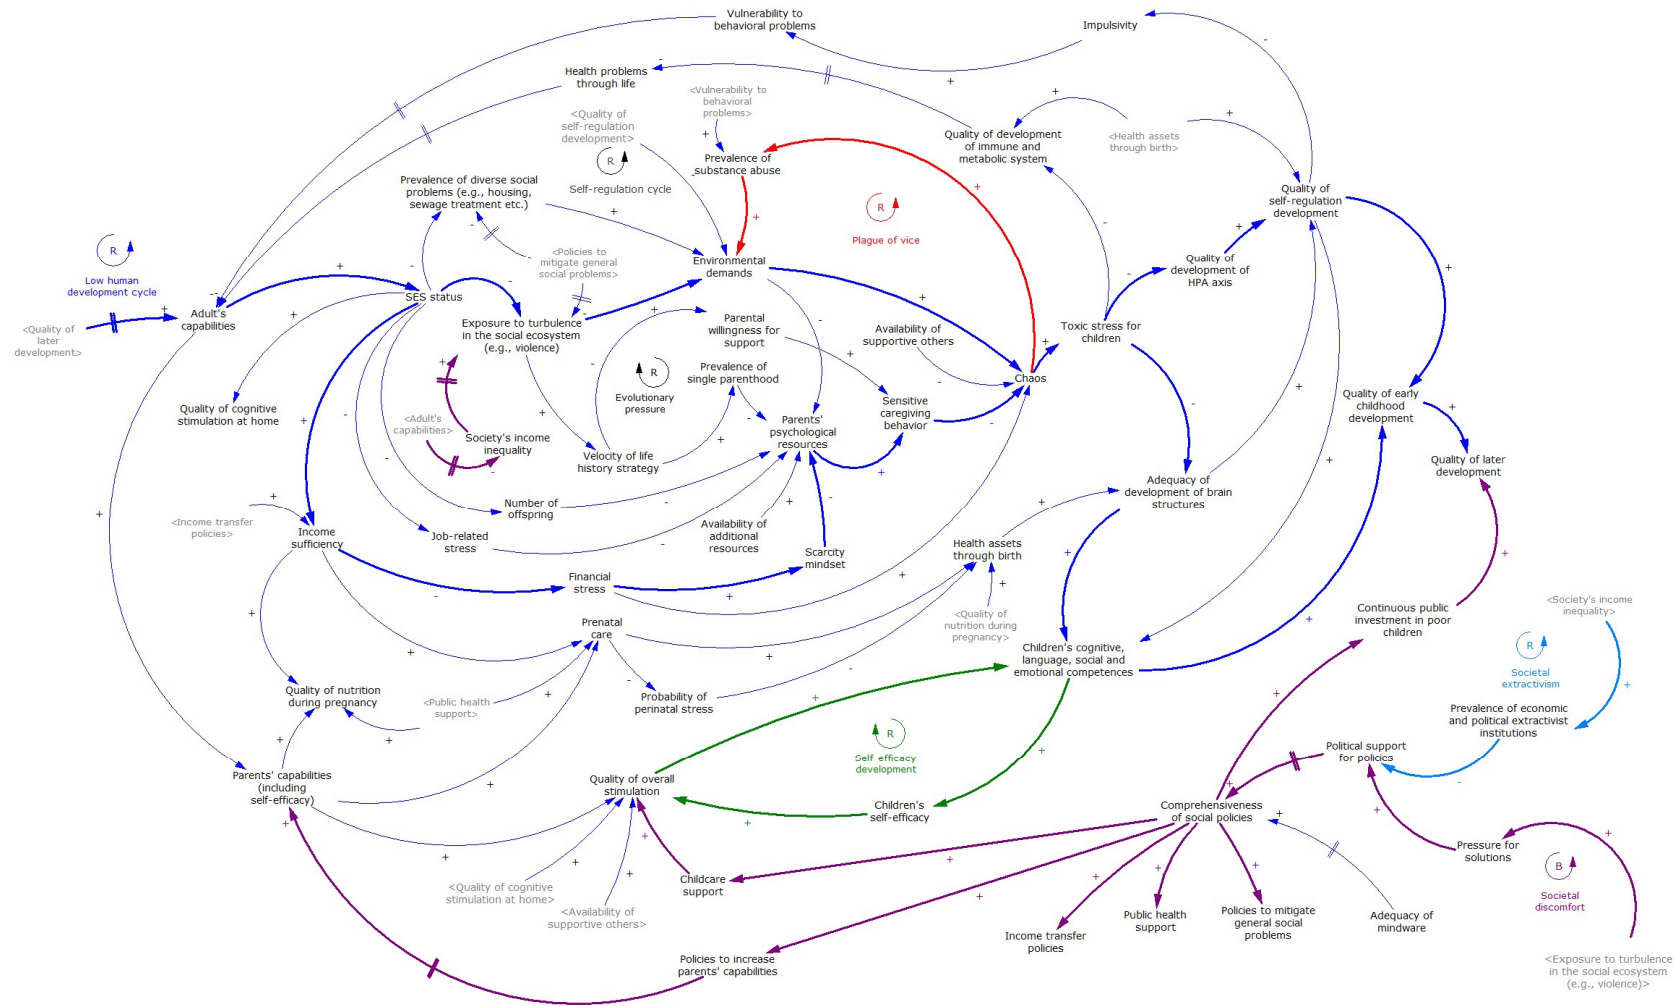 Vulnerability to
behavioral problems
Impulsivity
Health problems
through life
<Quality of
self-regulation
development>
<Vulnerability to
behavioral
problems>
Quality of development
of immune and
metabolic system
<Health assets
through birth>
R
Self-regulation cycle
Prevalence of
substance abuse
Prevalence of diverse social
problems (e.g., housing,
sewage treatment etc.)
Quality of
self-regulation
development
R
Plague of vice
R
Low human
development cycle
<Policies to
mitigate general
social problems>
Environmental
demands
Quality of
development of
HPA axis
SES status
Adult's
capabilities
<Quality of
later
development>
Exposure to turbulence
in the social ecosystem
(e.g., violence)
Parental
willingness for
support
Availability of
supportive others
Toxic stress for
children
R
Evolutionary
pressure
Prevalence of
single parenthood
Chaos
Quality of cognitive
stimulation at home
<Adult's
capabilities>
Society's income
inequality
Sensitive
caregiving
behavior
Quality of early
childhood
development
Parents'
psychological
resources
Velocity of life
history strategy
Quality of later
development
Adequacy of
development of brain
structures
Number of
offspring
<Income transfer
policies>
Income
sufficiency
Job-related
stress
Availability of
additional
resources
Scarcity
mindset
Health assets
through birth
Financial
stress
<Quality of
nutrition during
pregnancy>
Continuous public
investment in poor
children
<Society's income
inequality>
Prenatal
care
R
Societal
extractivism
Children's cognitive,
language, social and
emotional competences
Quality of nutrition
during pregnancy
<Public health
support>
Probability of
perinatal stress
Prevalence of economic
and political extractivist
institutions
R
Self efficacy
development
Political support
for policies
Parents' capabilities
(including
self-efficacy)
Quality of overall
stimulation
Children's
self-efficacy
Comprehensiveness
of social policies
Pressure for
solutions
B
Societal
discomfort
<Quality of cognitive
stimulation at home>
Childcare
support
<Availability of
supportive others>
Income transfer
policies
Public health
support
Policies to mitigate
general social
problems
Adequacy of
mindware
Policies to increase
parents' capabilities
<Exposure to turbulence
in the social ecosystem
(e.g., violence)>